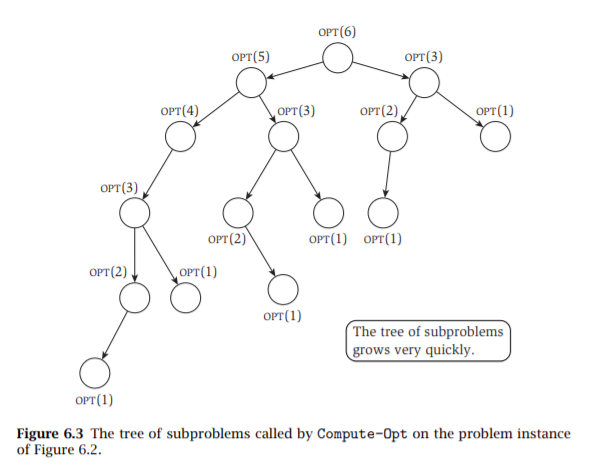 OPT(6)
OPT(5)
OPT(3)
OPT(4)
OPT(3)
OPT(2)
OPT(1)
OPT(3)
OPT(2)
OPT(1)
OPT(1)
OPT(2)
OPT(1)
OPT(1)
The tree of subproblems
grows very quickly.
OPT(1)
Figure 6.3 The tree of subproblems called by Compute-Opt on the problem instance
of Figure 6.2.